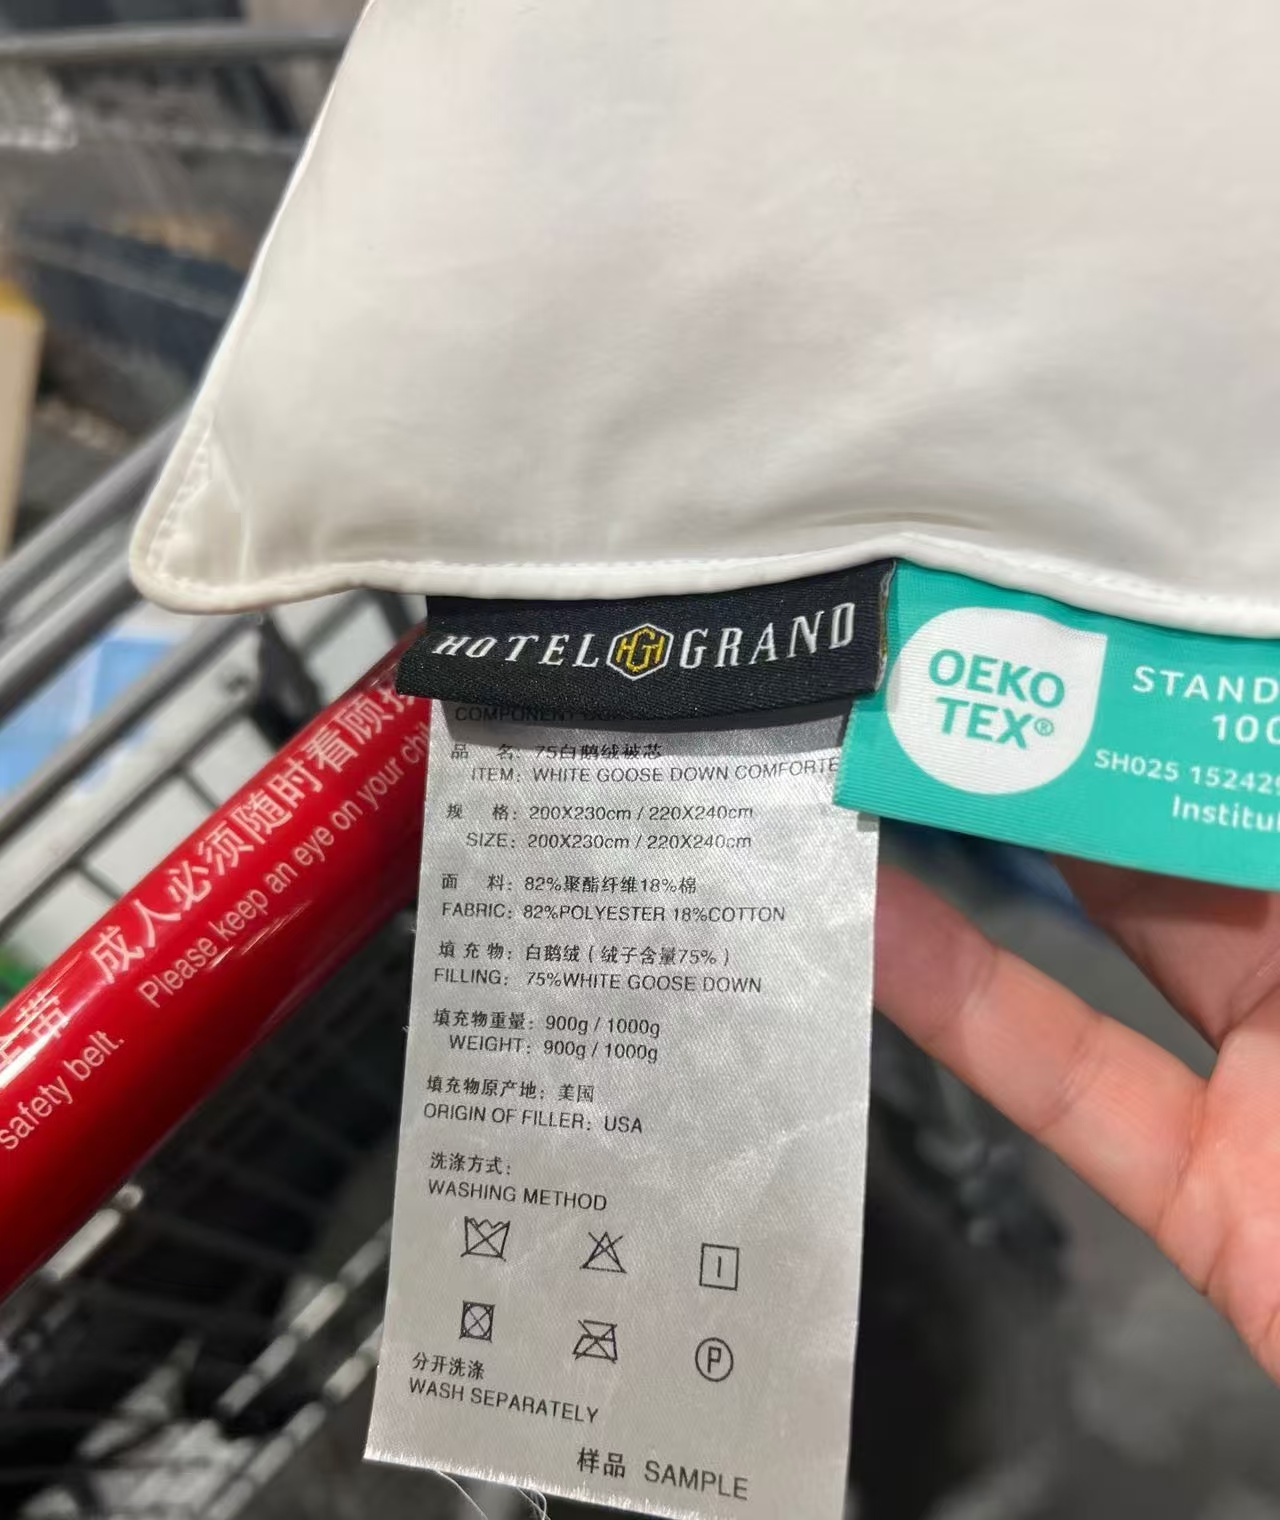 HOTEL HGH GRAND
OEKO
TEX®
STAND
100
SH025 15242
Institu
品 名: 75白鹅绒被芯
ITEM: WHITE GOOSE DOWN COMFORTE
规 格: 200X230cm / 220X240cm
SIZE: 200X230cm / 220X240cm
面 料: 82%聚酯纤维18%棉
FABRIC: 82%POLYESTER 18%COTTON
填 充 物: 白鹅绒 ( 绒子含量75% )
FILLING: 75%WHITE GOOSE DOWN
填充物重量: 900g / 1000g
WEIGHT: 900g / 1000g
填充物原产地: 美国
ORIGIN OF FILLER: USA
洗涤方式:
WASHING METHOD
P
分开洗涤
WASH SEPARATELY
样品 SAMPLE
成人必须随时看顾
Please keep an eye on your
safety belt.